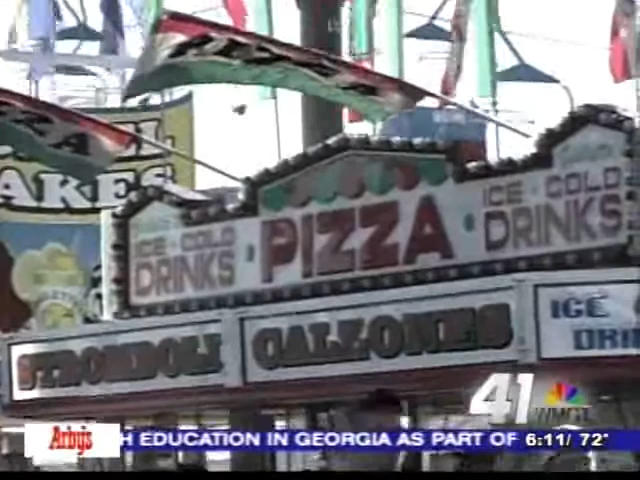 AKES
ICE COLD
DRINKS
PIZZA
ICE COLD
DRINKS
STROMBOLI
CALZONES
ICE
DRI
41
WMGT
Arby's
H EDUCATION IN GEORGIA AS PART OF
6:11/ 72°